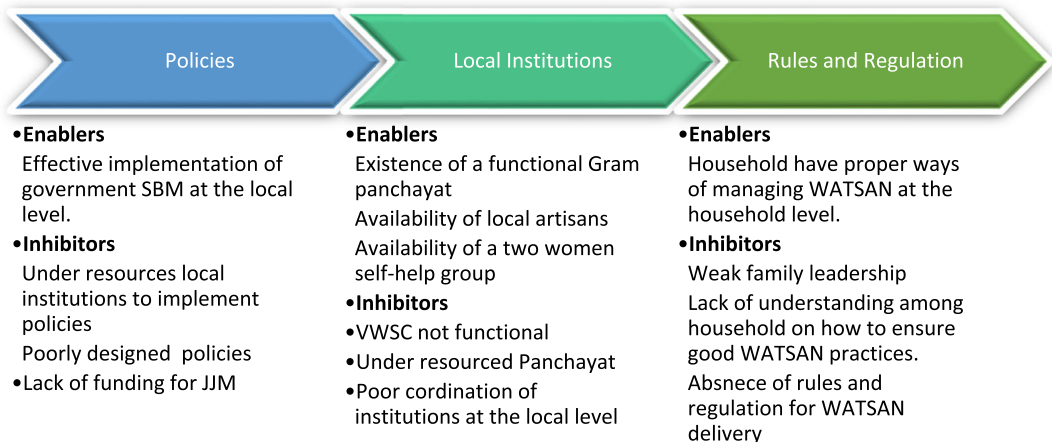 Policies
•Enablers
Effective implementation of
government SBM at the local
level.
•Inhibitors
Under resources local
institutions to implement
policies
Poorly designed policies
•Lack of funding for JJM
Local Institutions
•Enablers
Existence of a functional Gram
panchayat
Availability of local artisans
Availability of a two women
self-help group
•Inhibitors
•VWSC not functional
•Under resourced Panchayat
•Poor cordination of
institutions at the local level
Rules and Regulation
•Enablers
Household have proper ways
of managing WATSAN at the
household level.
•Inhibitors
Weak family leadership
Lack of understanding among
household on how to ensure
good WATSAN practices.
Absnece of rules and
regulation for WATSAN
delivery